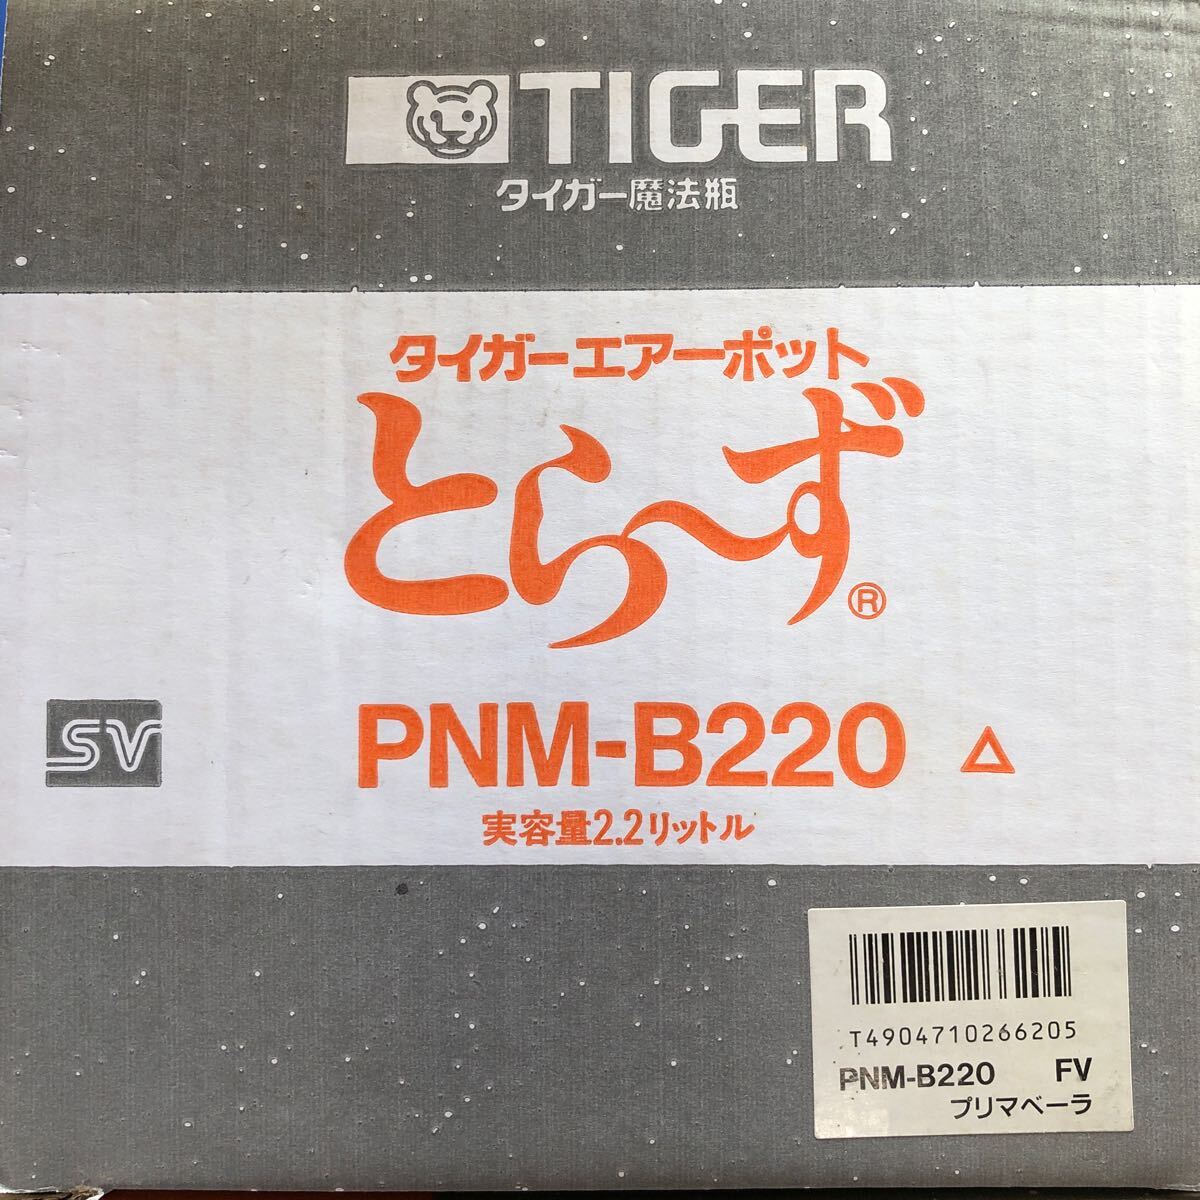 TIGER
タイガー魔法瓶
タイガーエアーポット
とら〜ず®
SV
PNM-B220 △
実容量2.2リットル
T4904710266205
PNM-B220 FV
プリマベーラ